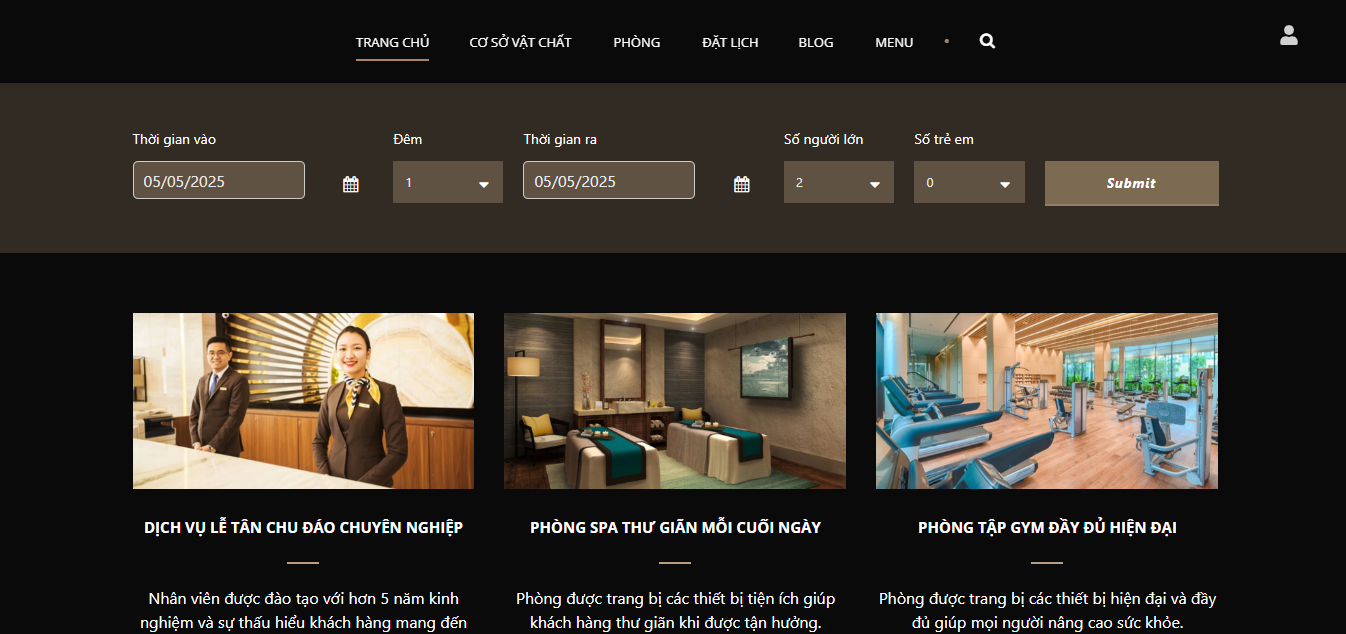 TRANG CHỦ CƠ SỞ VẬT CHẤT PHÒNG ĐẶT LỊCH BLOG MENU
Thời gian vào Đêm Thời gian ra Số người lớn Số trẻ em
05/05/2025 1 05/05/2025 2 0 Submit
DỊCH VỤ LỄ TÂN CHU ĐÁO CHUYÊN NGHIỆP
Nhân viên được đào tạo với hơn 5 năm kinh
nghiệm và sự thấu hiểu khách hàng mang đến
PHÒNG SPA THƯ GIÃN MỖI CUỐI NGÀY
Phòng được trang bị các thiết bị tiện ích giúp
khách hàng thư giãn khi được tận hưởng.
PHÒNG TẬP GYM ĐẦY ĐỦ HIỆN ĐẠI
Phòng được trang bị các thiết bị hiện đại và đầy
đủ giúp mọi người nâng cao sức khỏe.